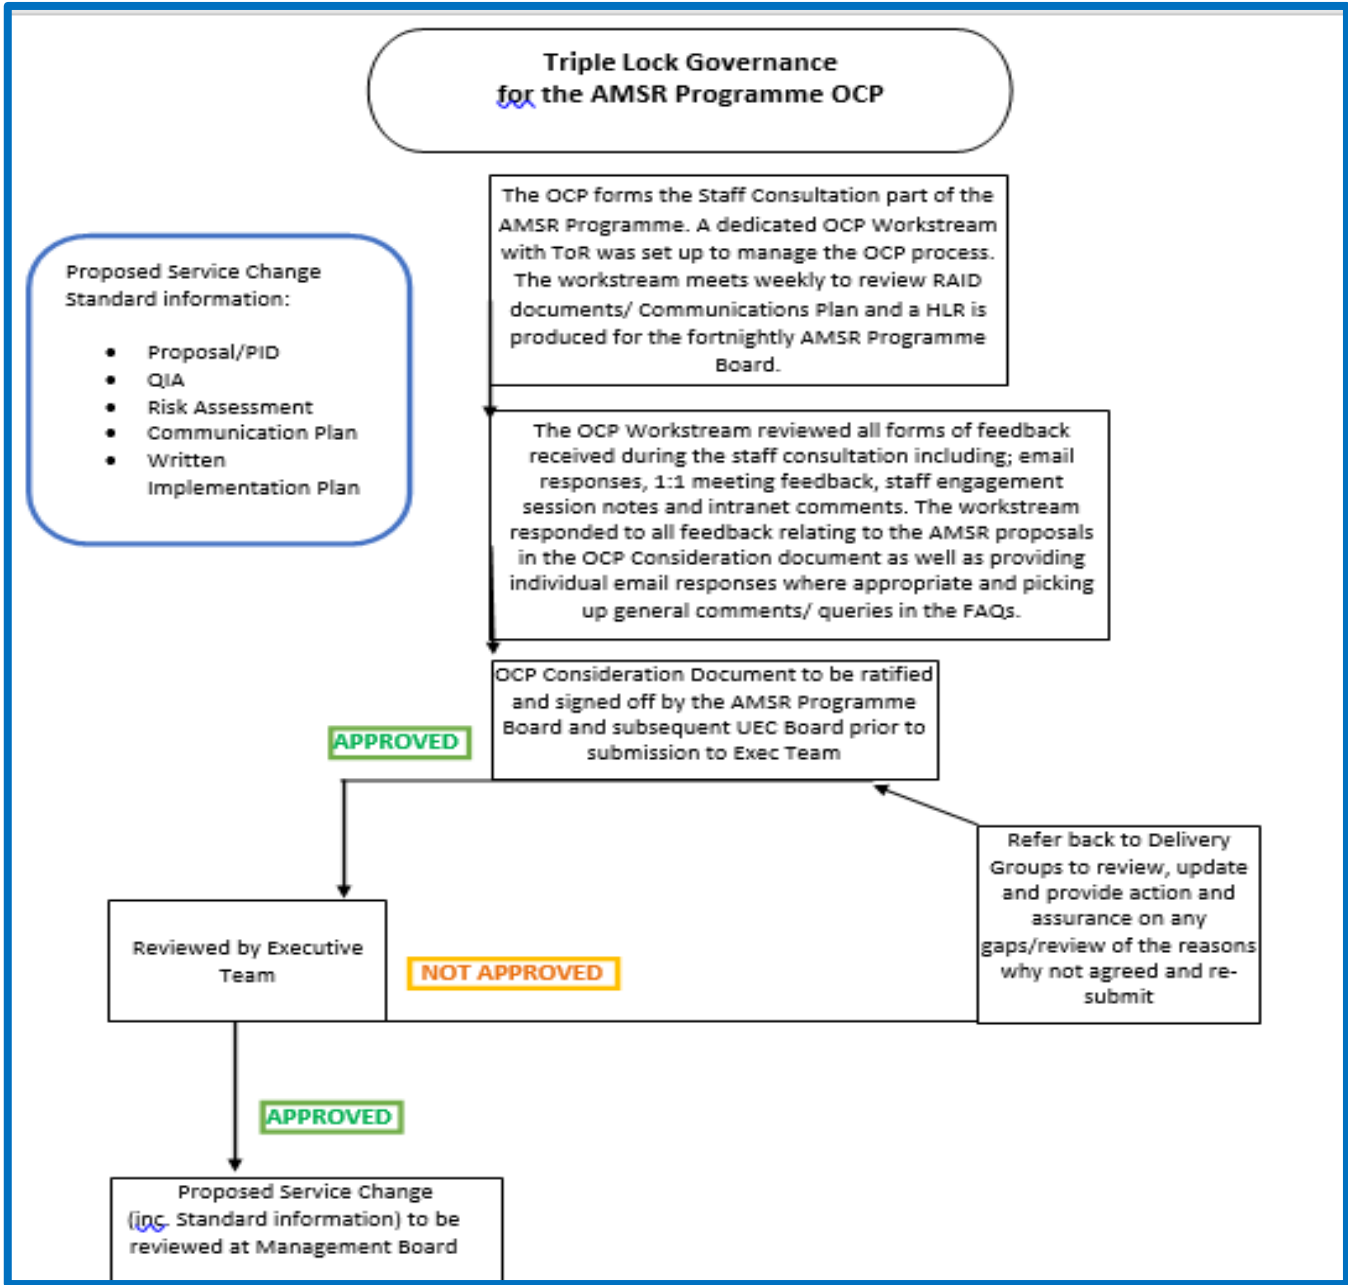 Triple Lock Governance
for the AMSR Programme OCP
The OCP forms the Staff Consultation part of the
AMSR Programme. A dedicated OCP Workstream
with ToR was set up to manage the OCP process.
The workstream meets weekly to review RAID
documents/ Communications Plan and a HLR is
produced for the fortnightly AMSR Programme
Board.
Proposed Service Change
Standard information:
• Proposal/PID
• QIA
• Risk Assessment
• Communication Plan
• Written
Implementation Plan
The OCP Workstream reviewed all forms of feedback
received during the staff consultation including; email
responses, 1:1 meeting feedback, staff engagement
session notes and intranet comments. The workstream
responded to all feedback relating to the AMSR proposals
in the OCP Consideration document as well as providing
individual email responses where appropriate and picking
up general comments/ queries in the FAQs.
OCP Consideration Document to be ratified
and signed off by the AMSR Programme
Board and subsequent UEC Board prior to
submission to Exec Team
APPROVED
Refer back to Delivery
Groups to review, update
and provide action and
assurance on any
gaps/review of the reasons
why not agreed and re-
submit
Reviewed by Executive
Team
NOT APPROVED
APPROVED
Proposed Service Change
(inc. Standard information) to be
reviewed at Management Board